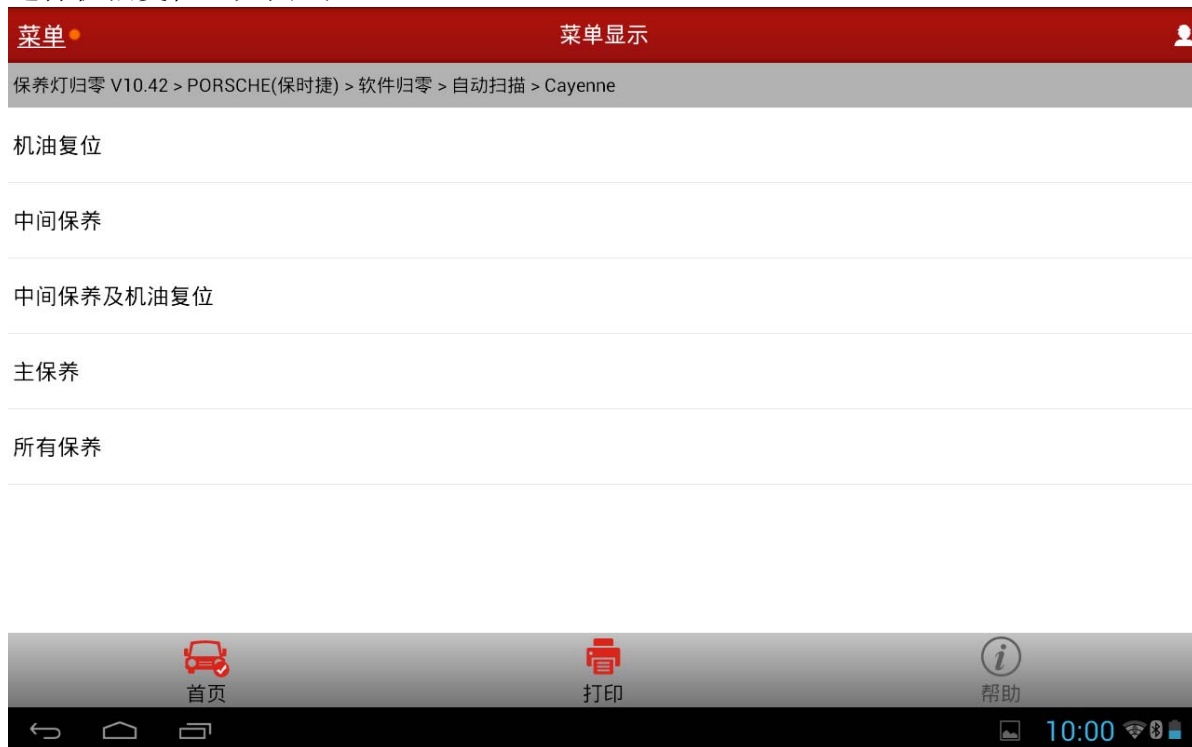 菜单
菜单显示
保养灯归零 V10.42 > PORSCHE(保时捷) > 软件归零 > 自动扫描 > Cayenne
机油复位
中间保养
中间保养及机油复位
主保养
所有保养
首页
打印
帮助
10:00